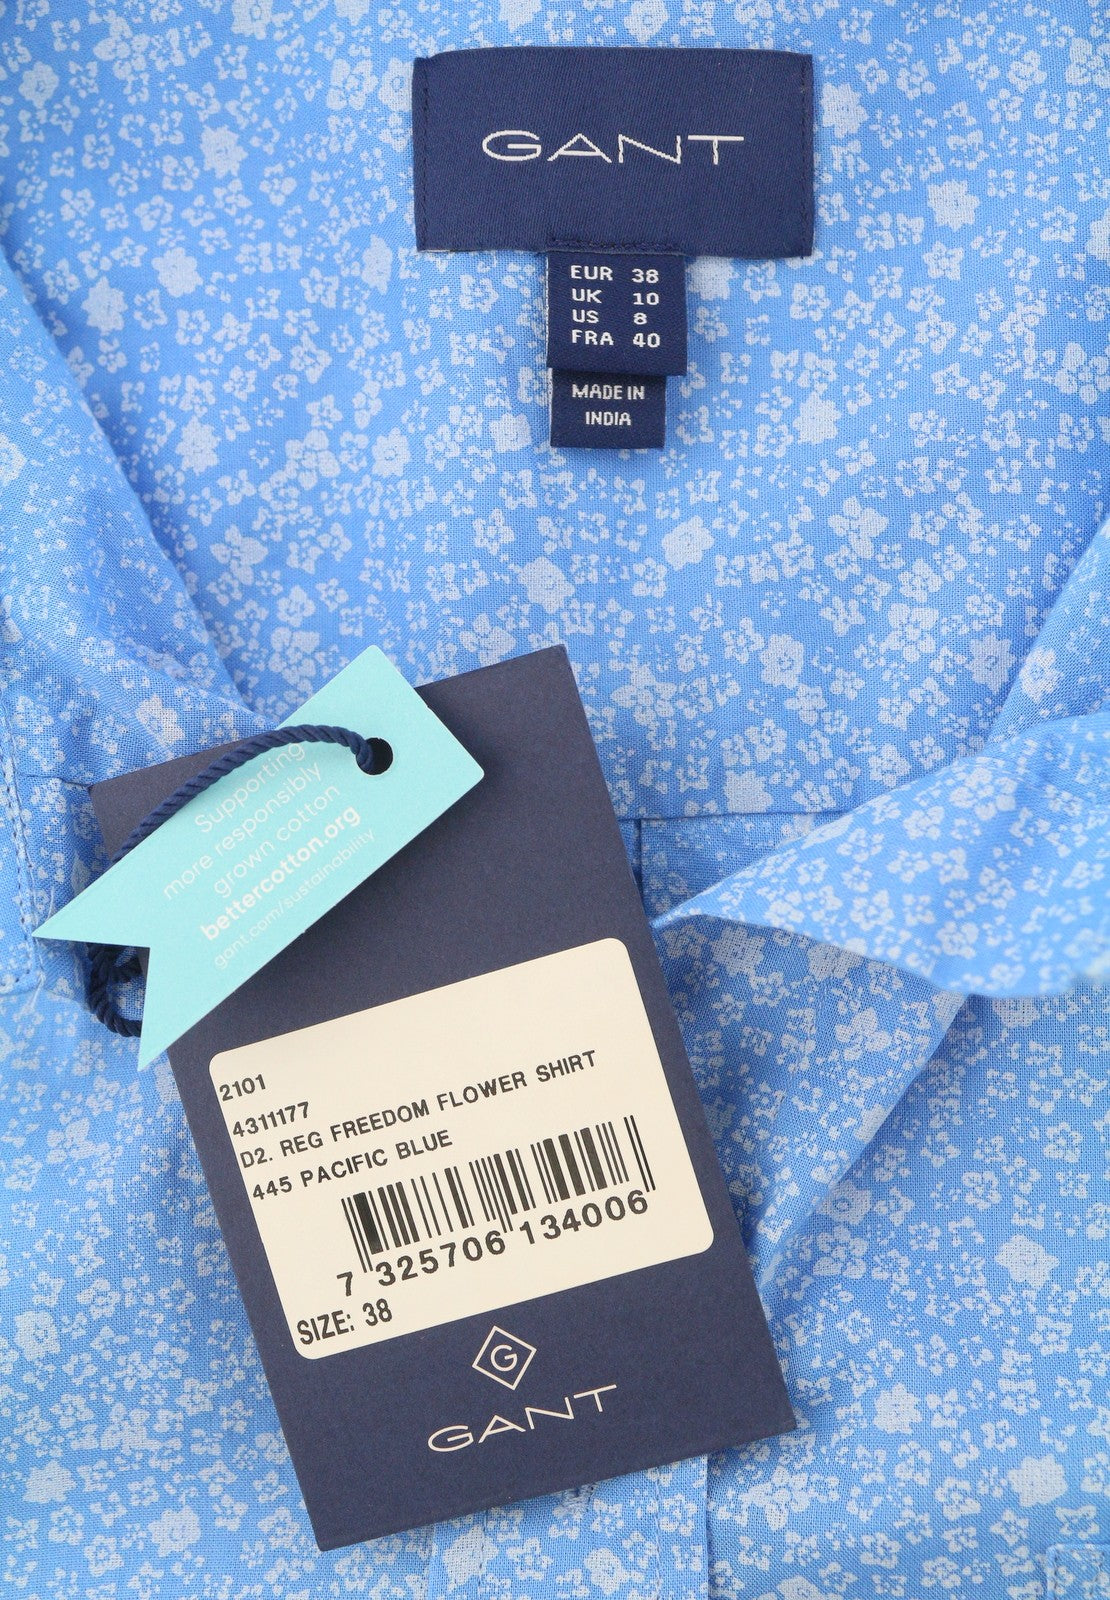 GANT
EUR 38
UK 10
US 8
FRA 40
MADE IN
INDIA
Supporting
more responsibly
grown cotton
bettercotton.org
gant.com/sustainability
2101
4311177
D2. REG FREEDOM FLOWER SHIRT
445 PACIFIC BLUE
7 325706 134006
SIZE: 38
G
GANT